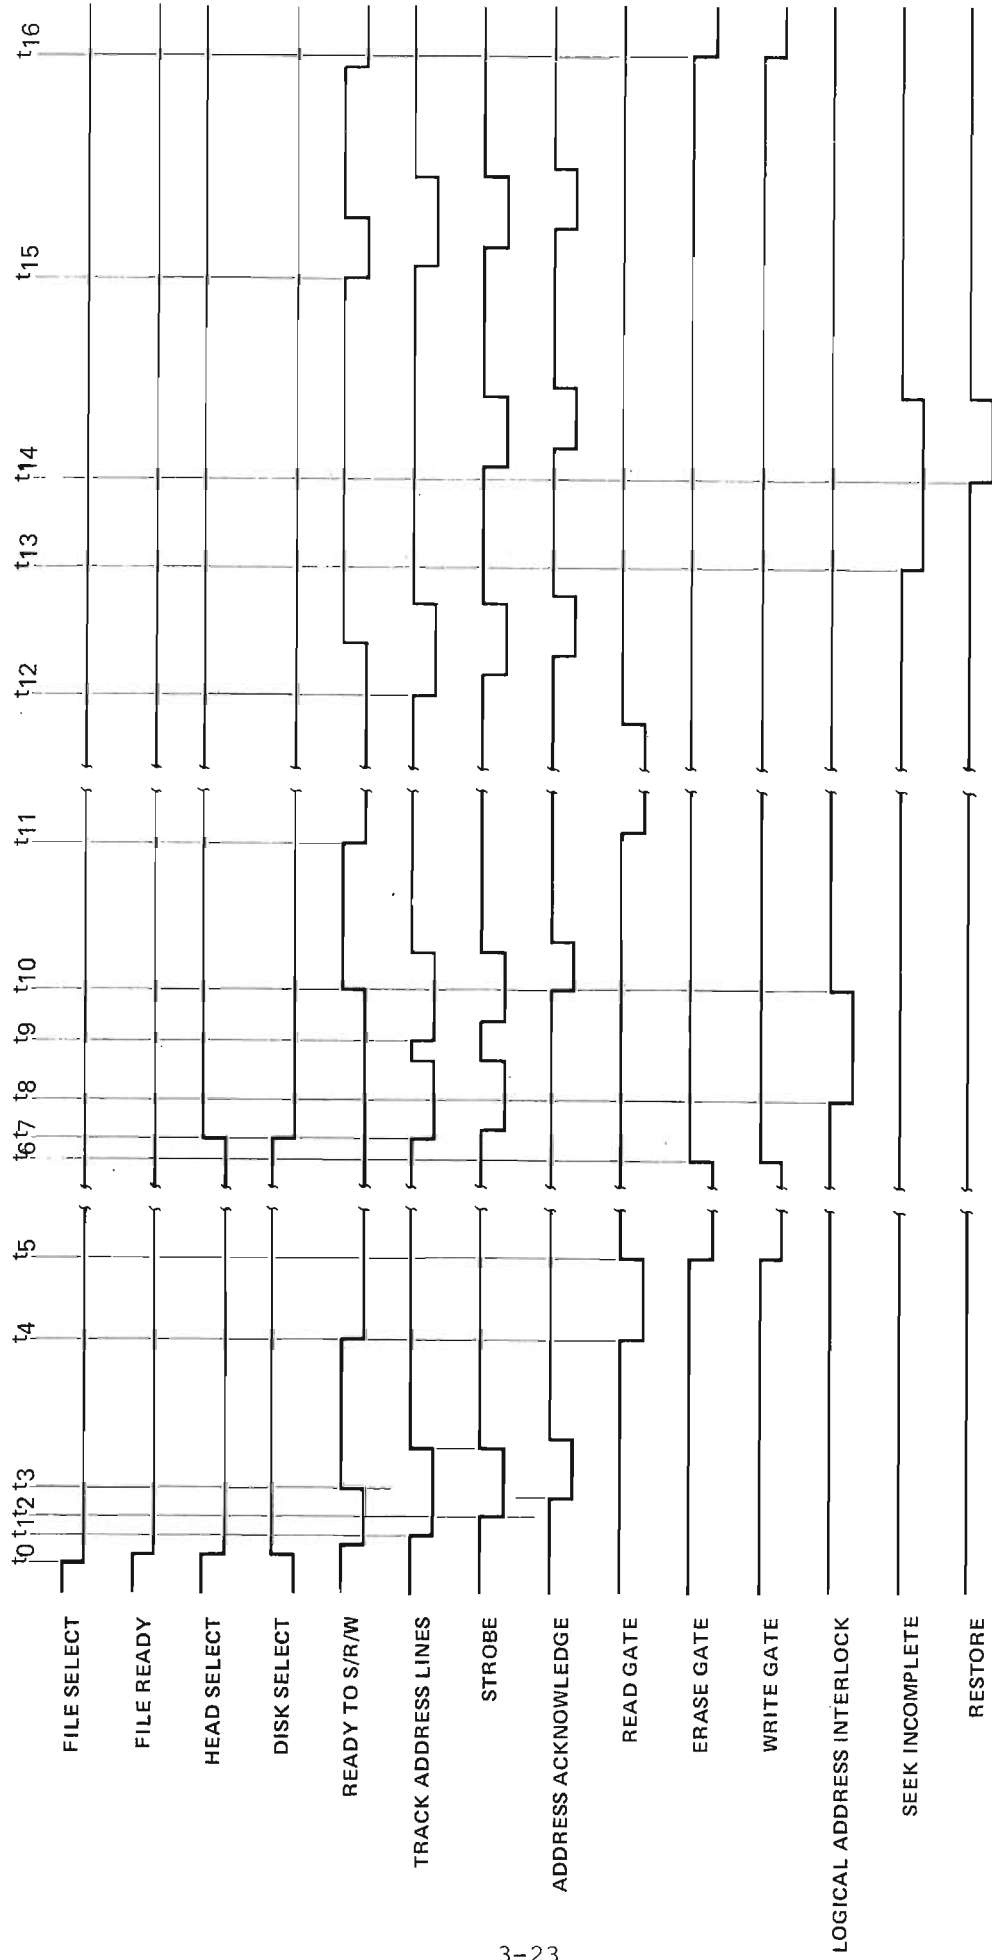 t0 t1 t2 t3 t4 t5 t6 t7 t8 t9 t10 t11 t12 t13 t14 t15 t16
FILE SELECT
FILE READY
HEAD SELECT
DISK SELECT
READY TO S/R/W
TRACK ADDRESS LINES
STROBE
ADDRESS ACKNOWLEDGE
READ GATE
ERASE GATE
WRITE GATE
LOGICAL ADDRESS INTERLOCK
SEEK INCOMPLETE
RESTORE
3-23